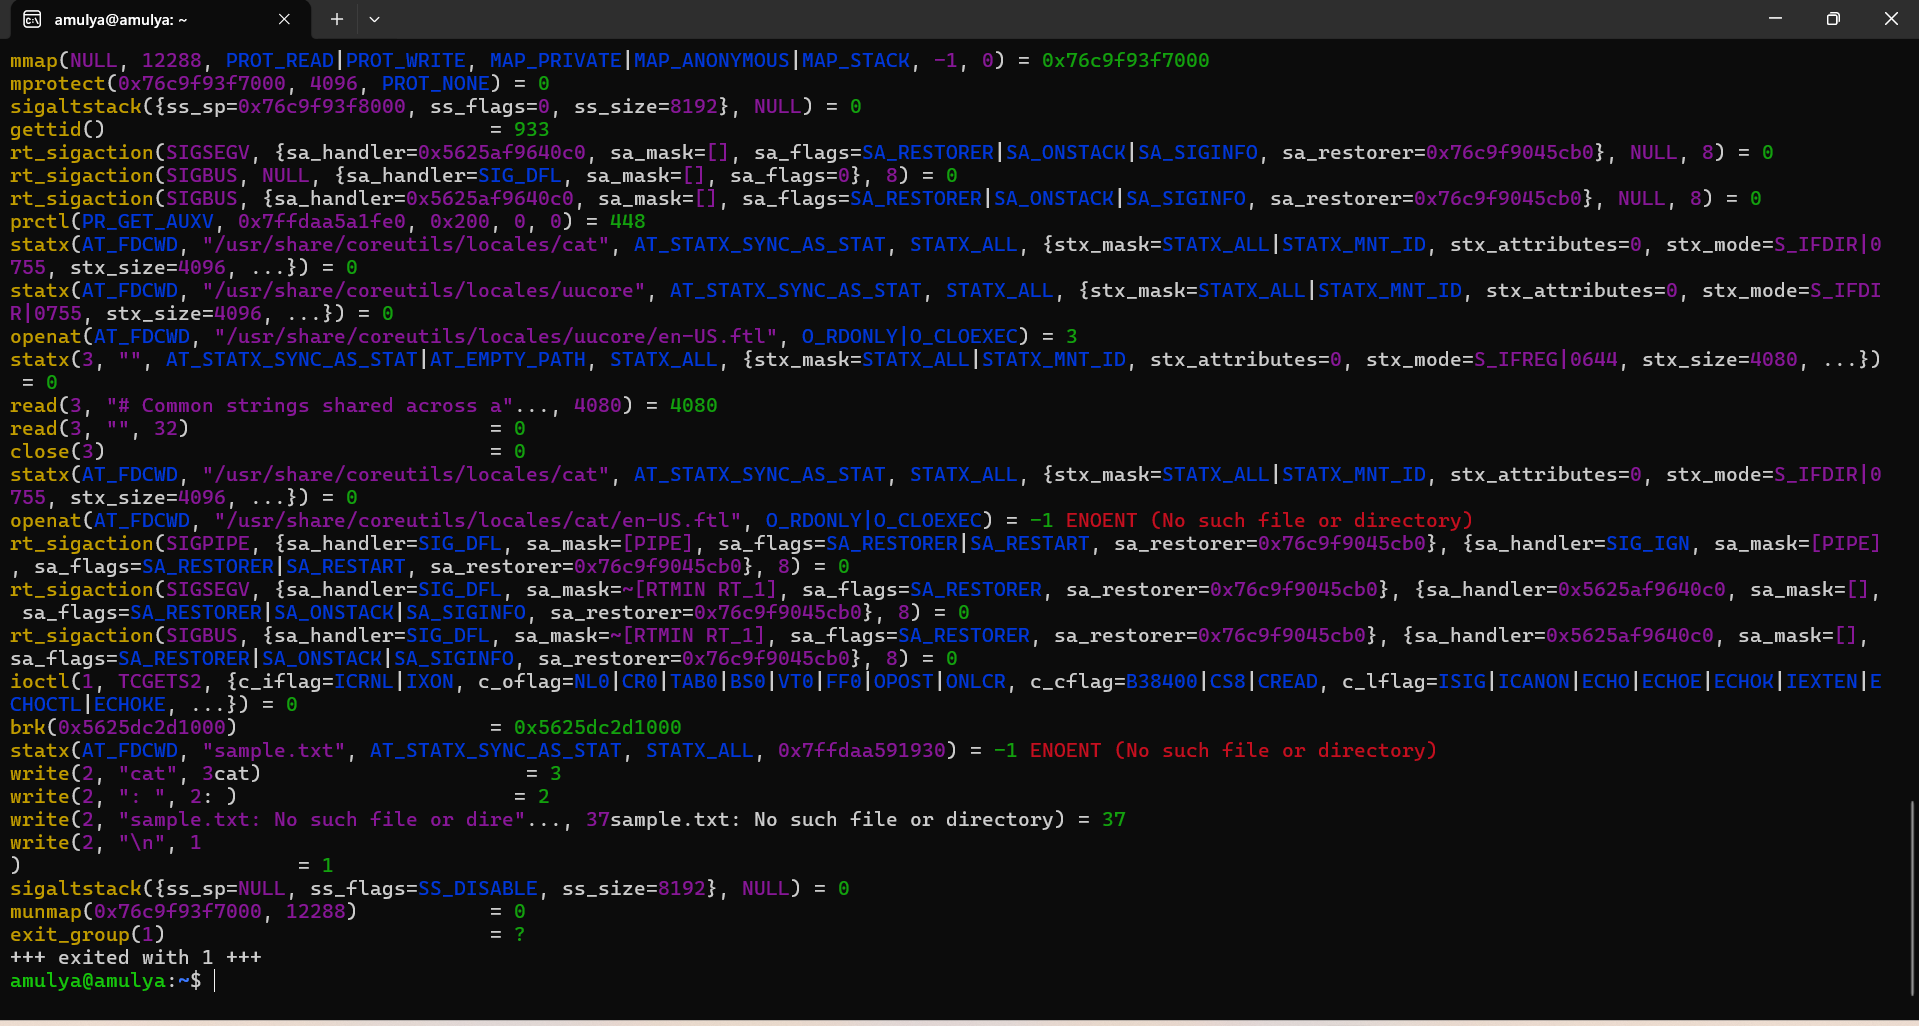 amulya@amulya: ~
mmap(NULL, 12288, PROT_READ|PROT_WRITE, MAP_PRIVATE|MAP_ANONYMOUS|MAP_STACK, -1, 0) = 0x76c9f93f7000
mprotect(0x76c9f93f7000, 4096, PROT_NONE) = 0
sigaltstack({ss_sp=0x76c9f93f8000, ss_flags=0, ss_size=8192}, NULL) = 0
gettid()                                = 933
rt_sigaction(SIGSEGV, {sa_handler=0x5625af9640c0, sa_mask=[], sa_flags=SA_RESTORER|SA_ONSTACK|SA_SIGINFO, sa_restorer=0x76c9f9045cb0}, NULL, 8) = 0
rt_sigaction(SIGBUS, NULL, {sa_handler=SIG_DFL, sa_mask=[], sa_flags=0}, 8) = 0
rt_sigaction(SIGBUS, {sa_handler=0x5625af9640c0, sa_mask=[], sa_flags=SA_RESTORER|SA_ONSTACK|SA_SIGINFO, sa_restorer=0x76c9f9045cb0}, NULL, 8) = 0
prctl(PR_GET_AUXV, 0x7ffdaa5a1fe0, 0x200, 0, 0) = 448
statx(AT_FDCWD, "/usr/share/coreutils/locales/cat", AT_STATX_SYNC_AS_STAT, STATX_ALL, {stx_mask=STATX_ALL|STATX_MNT_ID, stx_attributes=0, stx_mode=S_IFDIR|0
755, stx_size=4096, ...}) = 0
statx(AT_FDCWD, "/usr/share/coreutils/locales/uucore", AT_STATX_SYNC_AS_STAT, STATX_ALL, {stx_mask=STATX_ALL|STATX_MNT_ID, stx_attributes=0, stx_mode=S_IFDI
R|0755, stx_size=4096, ...}) = 0
openat(AT_FDCWD, "/usr/share/coreutils/locales/uucore/en-US.ftl", O_RDONLY|O_CLOEXEC) = 3
statx(3, "", AT_STATX_SYNC_AS_STAT|AT_EMPTY_PATH, STATX_ALL, {stx_mask=STATX_ALL|STATX_MNT_ID, stx_attributes=0, stx_mode=S_IFREG|0644, stx_size=4080, ...})
 = 0
read(3, "# Common strings shared across a"..., 4080) = 4080
read(3, "", 32)                         = 0
close(3)                                = 0
statx(AT_FDCWD, "/usr/share/coreutils/locales/cat", AT_STATX_SYNC_AS_STAT, STATX_ALL, {stx_mask=STATX_ALL|STATX_MNT_ID, stx_attributes=0, stx_mode=S_IFDIR|0
755, stx_size=4096, ...}) = 0
openat(AT_FDCWD, "/usr/share/coreutils/locales/cat/en-US.ftl", O_RDONLY|O_CLOEXEC) = -1 ENOENT (No such file or directory)
rt_sigaction(SIGPIPE, {sa_handler=SIG_DFL, sa_mask=[PIPE], sa_flags=SA_RESTORER|SA_RESTART, sa_restorer=0x76c9f9045cb0}, {sa_handler=SIG_IGN, sa_mask=[PIPE]
, sa_flags=SA_RESTORER|SA_RESTART, sa_restorer=0x76c9f9045cb0}, 8) = 0
rt_sigaction(SIGSEGV, {sa_handler=SIG_DFL, sa_mask=~[RTMIN RT_1], sa_flags=SA_RESTORER, sa_restorer=0x76c9f9045cb0}, {sa_handler=0x5625af9640c0, sa_mask=[],
 sa_flags=SA_RESTORER|SA_ONSTACK|SA_SIGINFO, sa_restorer=0x76c9f9045cb0}, 8) = 0
rt_sigaction(SIGBUS, {sa_handler=SIG_DFL, sa_mask=~[RTMIN RT_1], sa_flags=SA_RESTORER, sa_restorer=0x76c9f9045cb0}, {sa_handler=0x5625af9640c0, sa_mask=[],
sa_flags=SA_RESTORER|SA_ONSTACK|SA_SIGINFO, sa_restorer=0x76c9f9045cb0}, 8) = 0
ioctl(1, TCGETS2, {c_iflag=ICRNL|IXON, c_oflag=NL0|CR0|TAB0|BS0|VT0|FF0|OPOST|ONLCR, c_cflag=B38400|CS8|CREAD, c_lflag=ISIG|ICANON|ECHO|ECHOE|ECHOK|IEXTEN|E
CHOCTL|ECHOKE, ...}) = 0
brk(0x5625dc2d1000)                     = 0x5625dc2d1000
statx(AT_FDCWD, "sample.txt", AT_STATX_SYNC_AS_STAT, STATX_ALL, 0x7ffdaa591930) = -1 ENOENT (No such file or directory)
write(2, "cat", 3cat)                      = 3
write(2, ": ", 2: )                       = 2
write(2, "sample.txt: No such file or dire"..., 37sample.txt: No such file or directory) = 37
write(2, "\n", 1
)                       = 1
sigaltstack({ss_sp=NULL, ss_flags=SS_DISABLE, ss_size=8192}, NULL) = 0
munmap(0x76c9f93f7000, 12288)           = 0
exit_group(1)                           = ?
+++ exited with 1 +++
amulya@amulya:~$